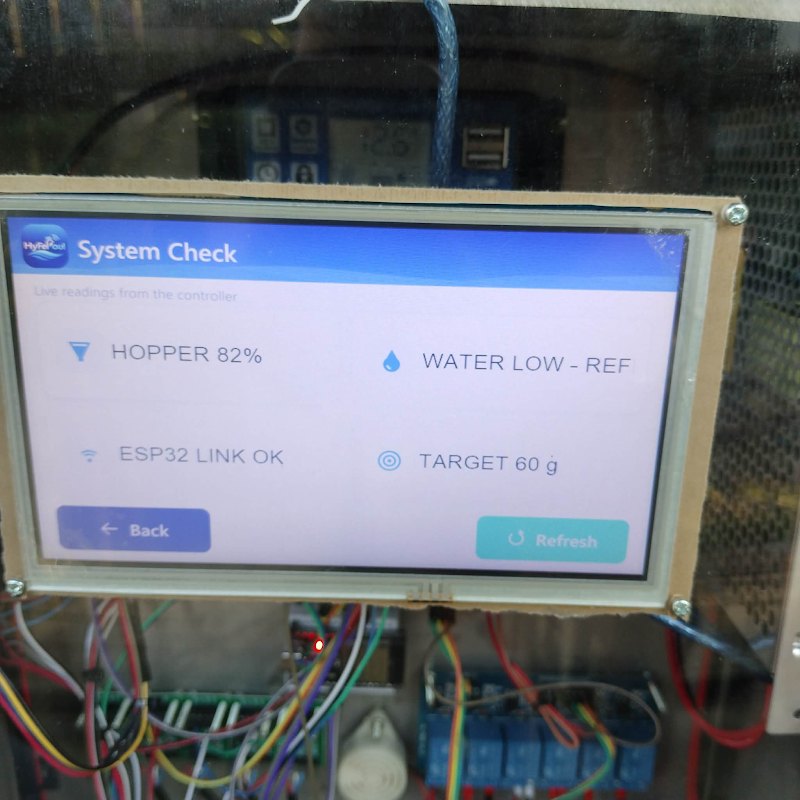 HyFePoul
System Check
Live readings from the controller
HOPPER 82%
WATER LOW - REF
ESP32 LINK OK
TARGET 60 g
Back
Refresh